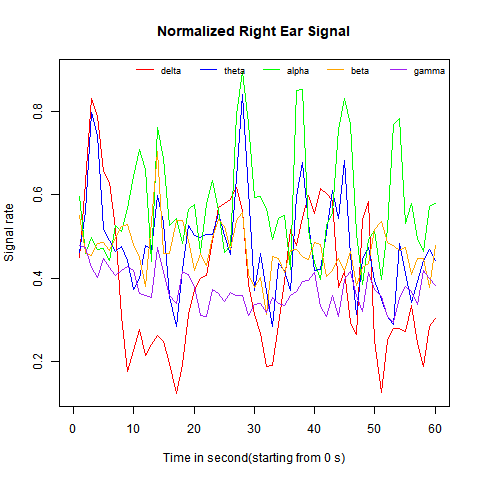 Normalized Right Ear Signal
delta theta alpha beta gamma
Signal rate
0.8
0.6
0.4
0.2
0 10 20 30 40 50 60
Time in second(starting from 0 s)